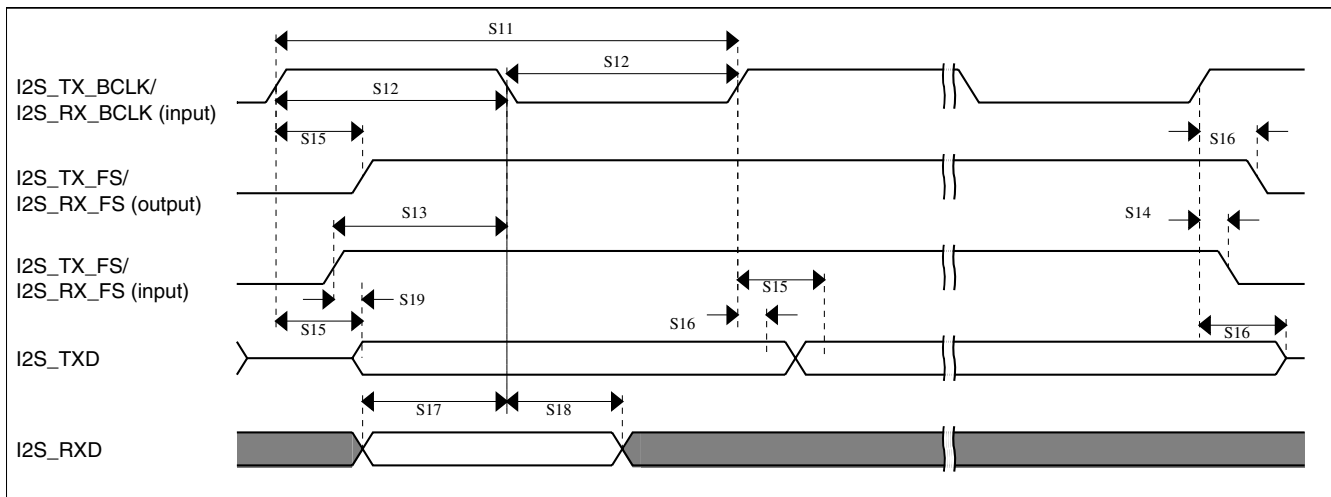 S11
I2S_TX_BCLK/
I2S_RX_BCLK (input)
S12
S12
S15
S16
I2S_TX_FS/
I2S_RX_FS (output)
S13
S14
I2S_TX_FS/
I2S_RX_FS (input)
S15
S19
S16
S15
S16
I2S_TXD
S17
S18
I2S_RXD